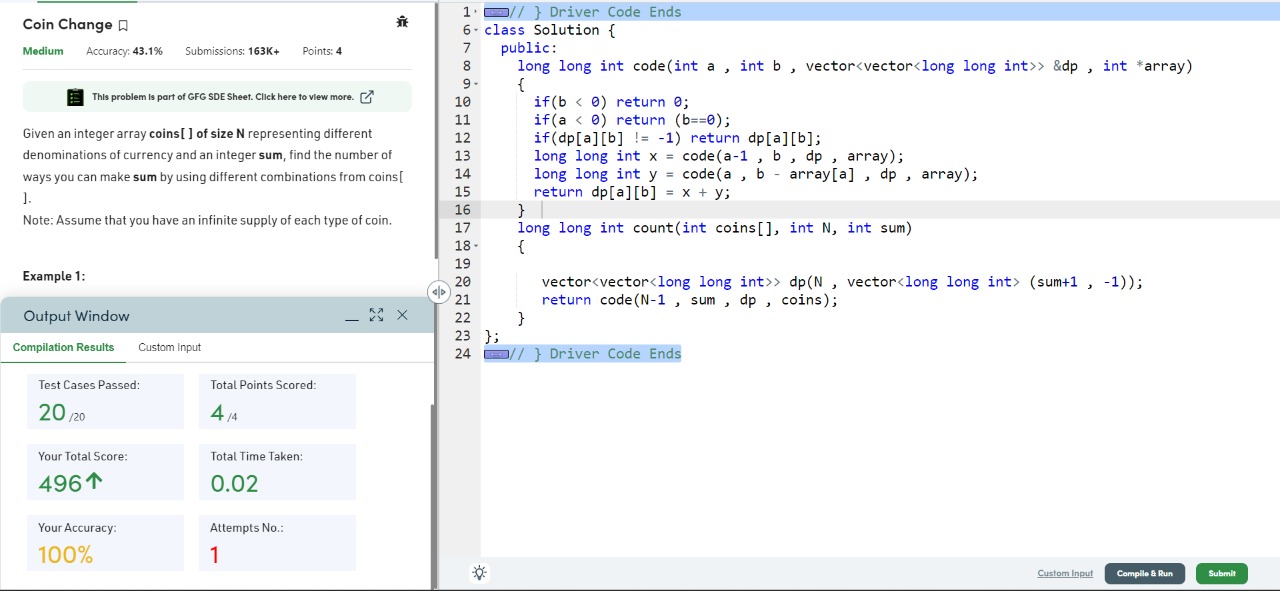 Coin Change
Medium Accuracy: 43.1% Submissions: 163K+ Points: 4
This problem is part of GFG SDE Sheet. Click here to view more.
Given an integer array coins[ ] of size N representing different
denominations of currency and an integer sum, find the number of
ways you can make sum by using different combinations from coins[
].
Note: Assume that you have an infinite supply of each type of coin.
Example 1:
Output Window
Compilation Results Custom Input
Test Cases Passed: Total Points Scored:
20 /20 4 /4
Your Total Score: Total Time Taken:
496 0.02
Your Accuracy: Attempts No.:
100% 1
1 // } Driver Code Ends
6 class Solution {
7 public:
8 long long int code(int a , int b , vector<vector<long long int>> &dp , int *array)
9 {
10 if(b < 0) return 0;
11 if(a < 0) return (b==0);
12 if(dp[a][b] != -1) return dp[a][b];
13 long long int x = code(a-1 , b , dp , array);
14 long long int y = code(a , b - array[a] , dp , array);
15 return dp[a][b] = x + y;
16 }
17 long long int count(int coins[], int N, int sum)
18 {
19
20 vector<vector<long long int>> dp(N , vector<long long int> (sum+1 , -1));
21 return code(N-1 , sum , dp , coins);
22 }
23 };
24 // } Driver Code Ends
Custom Input Compile & Run Submit